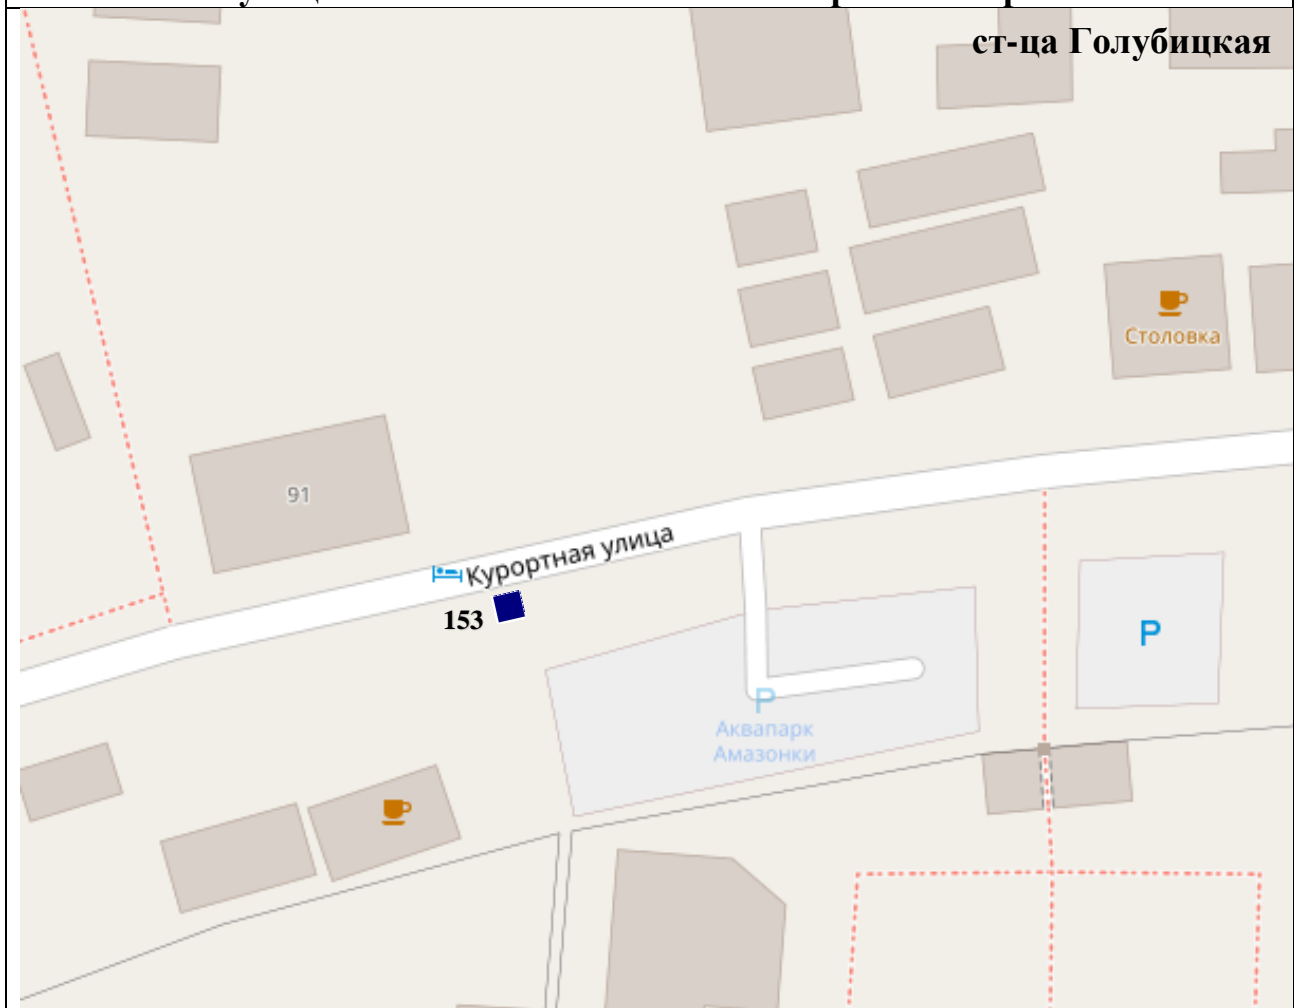 ст-ца Голубицкая
Столовка
91
Курортная улица
153
P
P
Аквапарк
Амазонки